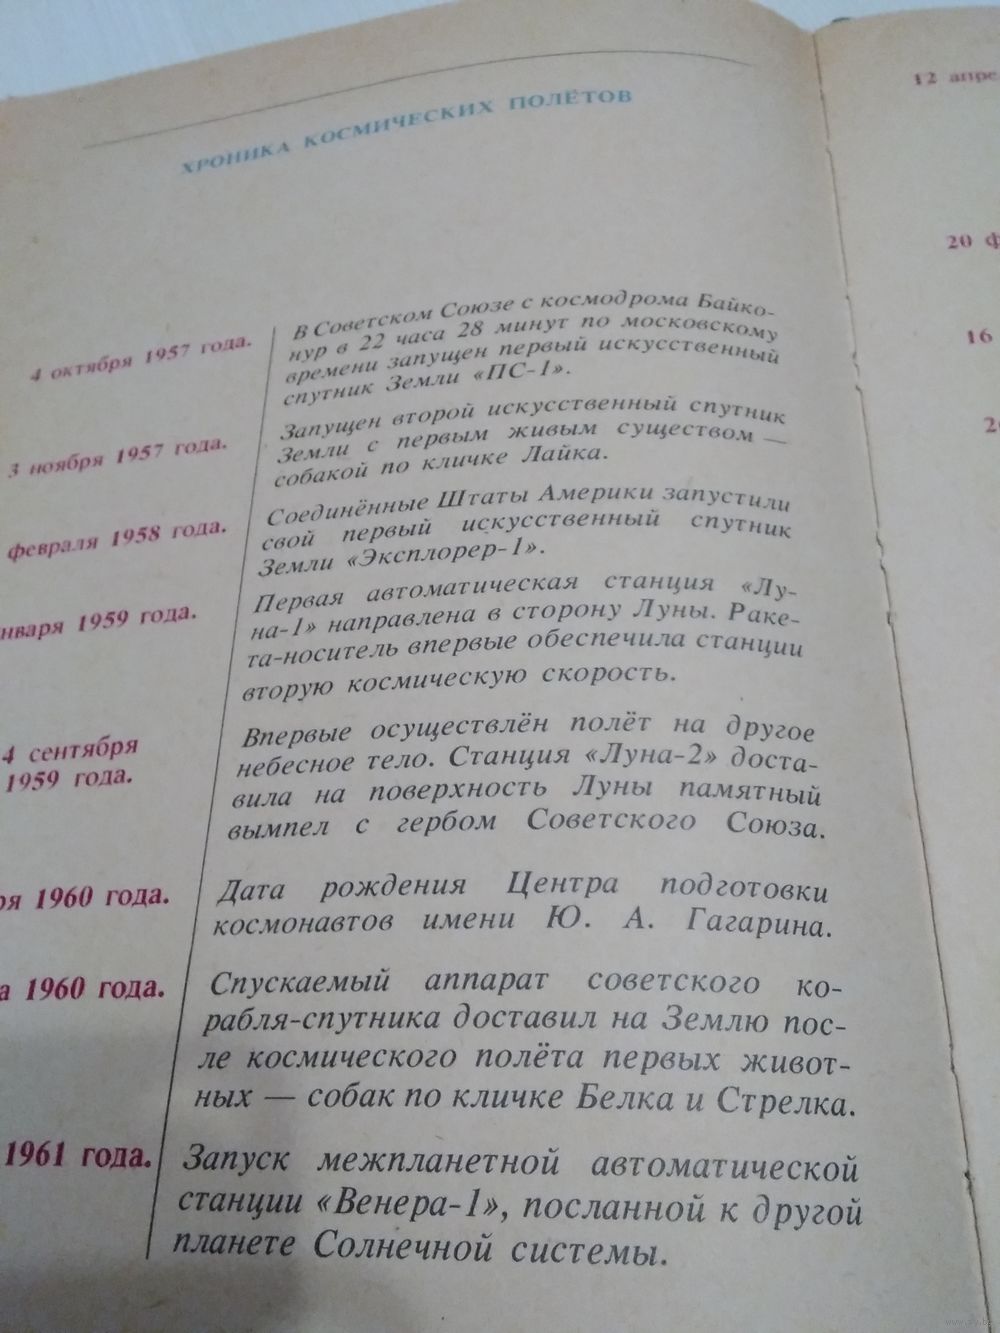 ХРОНИКА КОСМИЧЕСКИХ ПОЛЁТОВ
4 октября 1957 года.
В Советском Союзе с космодрома Байко-
нур в 22 часа 28 минут по московскому
времени запущен первый искусственный
спутник Земли «ПС-1».
3 ноября 1957 года.
Запущен второй искусственный спутник
Земли с первым живым существом —
собакой по кличке Лайка.
февраля 1958 года.
Соединённые Штаты Америки запустили
свой первый искусственный спутник
Земли «Эксплорер-1».
нваря 1959 года.
Первая автоматическая станция «Лу-
на-1» направлена в сторону Луны. Раке-
та-носитель впервые обеспечила станции
вторую космическую скорость.
4 сентября
1959 года.
Впервые осуществлён полёт на другое
небесное тело. Станция «Луна-2» доста-
вила на поверхность Луны памятный
вымпел с гербом Советского Союза.
ря 1960 года.
Дата рождения Центра подготовки
космонавтов имени Ю. А. Гагарина.
а 1960 года.
Спускаемый аппарат советского ко-
рабля-спутника доставил на Землю пос-
ле космического полёта первых живот-
ных — собак по кличке Белка и Стрелка.
1961 года.
Запуск межпланетной автоматической
станции «Венера-1», посланной к другой
планете Солнечной системы.
12 апре
20 ф
16
2